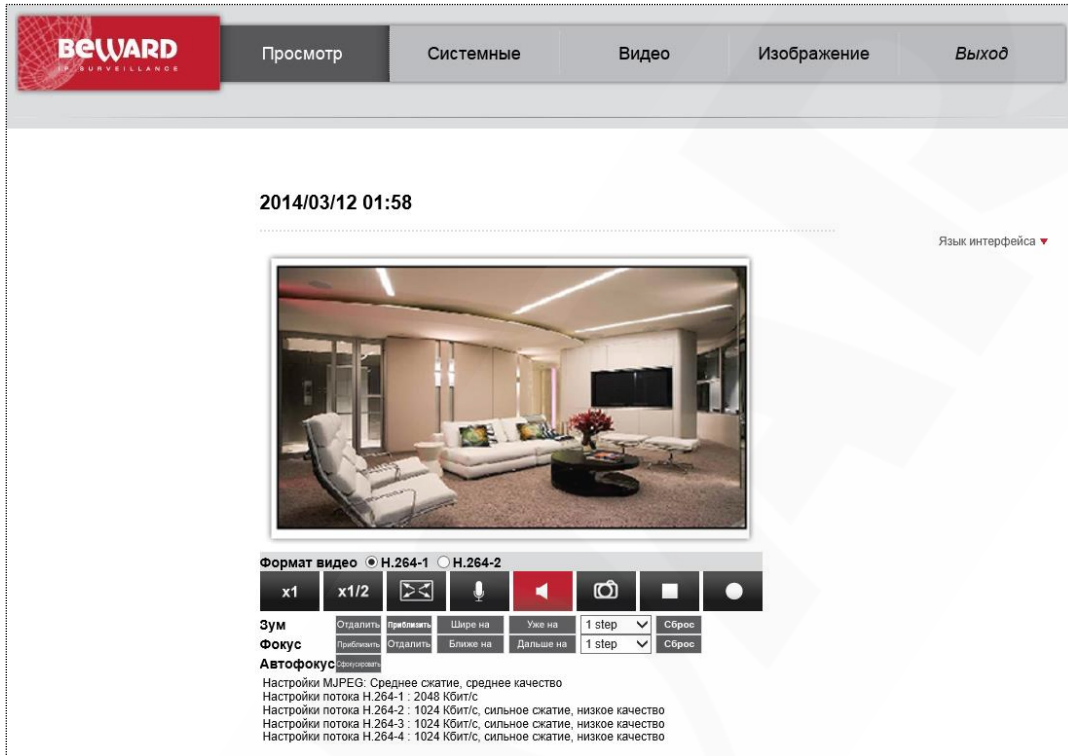 BEWARD
IP SURVEILLANCE
Просмотр Системные Видео Изображение Выход
2014/03/12 01:58
Язык интерфейса
Формат видео H.264-1 H.264-2
x1 x1/2
Зум Отдалить Приблизить Шире на Уже на 1 step Сброс
Фокус Приблизить Отдалить Ближе на Дальше на 1 step Сброс
Автофокус Сфокусировать
Настройки MJPEG: Среднее сжатие, среднее качество
Настройки потока H.264-1 : 2048 Кбит/с
Настройки потока H.264-2 : 1024 Кбит/с, сильное сжатие, низкое качество
Настройки потока H.264-3 : 1024 Кбит/с, сильное сжатие, низкое качество
Настройки потока H.264-4 : 1024 Кбит/с, сильное сжатие, низкое качество